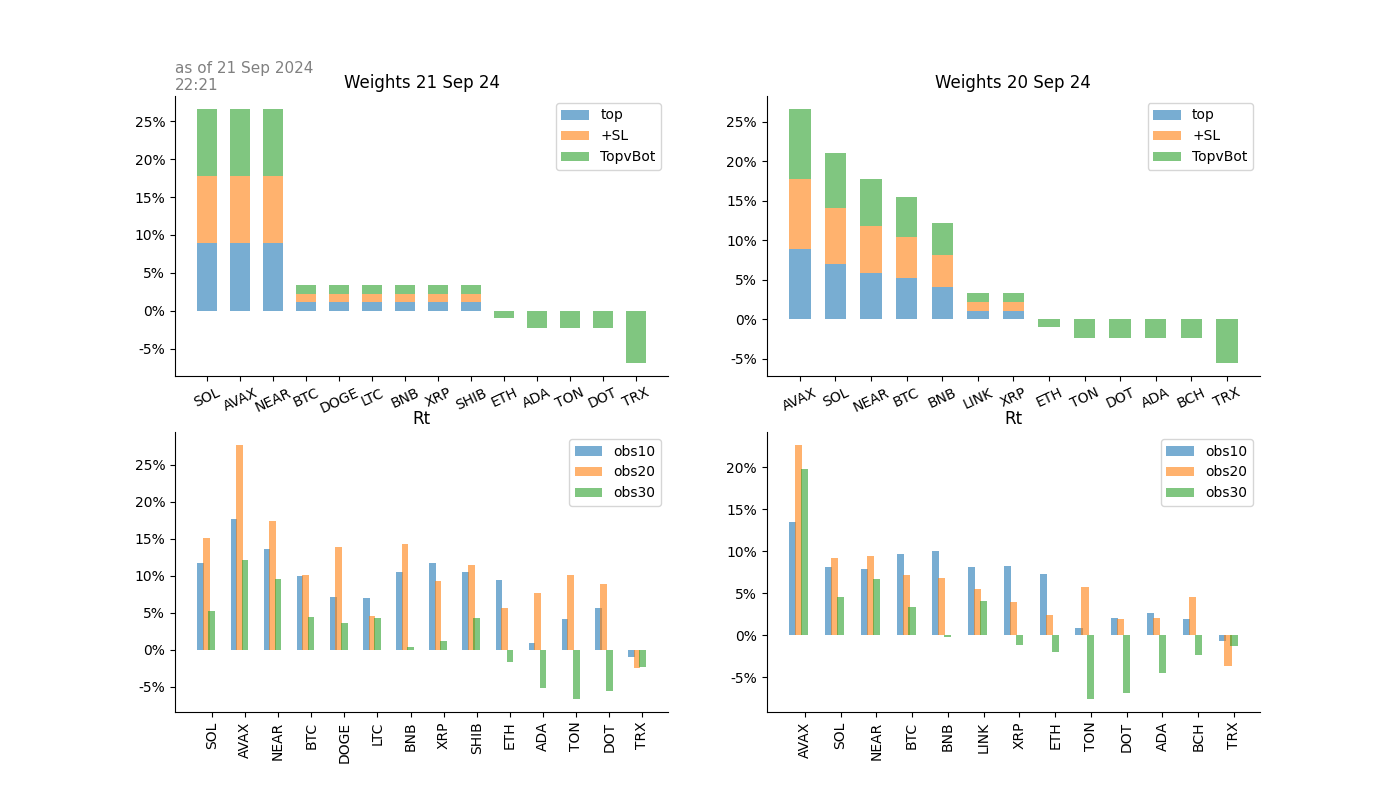 as of 21 Sep 2024
22:21
Weights 21 Sep 24
25%
20%
15%
10%
5%
0%
-5%
top
+SL
TopvBot
SOL AVAX NEAR BTC DOGE LTC BNB XRP SHIB ETH ADA TON DOT TRX
Weights 20 Sep 24
25%
20%
15%
10%
5%
0%
-5%
top
+SL
TopvBot
AVAX SOL NEAR BTC BNB LINK XRP ETH TON DOT ADA BCH TRX
Rt
25%
20%
15%
10%
5%
0%
-5%
obs10
obs20
obs30
SOL AVAX NEAR BTC DOGE LTC BNB XRP SHIB ETH ADA TON DOT TRX
Rt
20%
15%
10%
5%
0%
-5%
obs10
obs20
obs30
AVAX SOL NEAR BTC BNB LINK XRP ETH TON DOT ADA BCH TRX